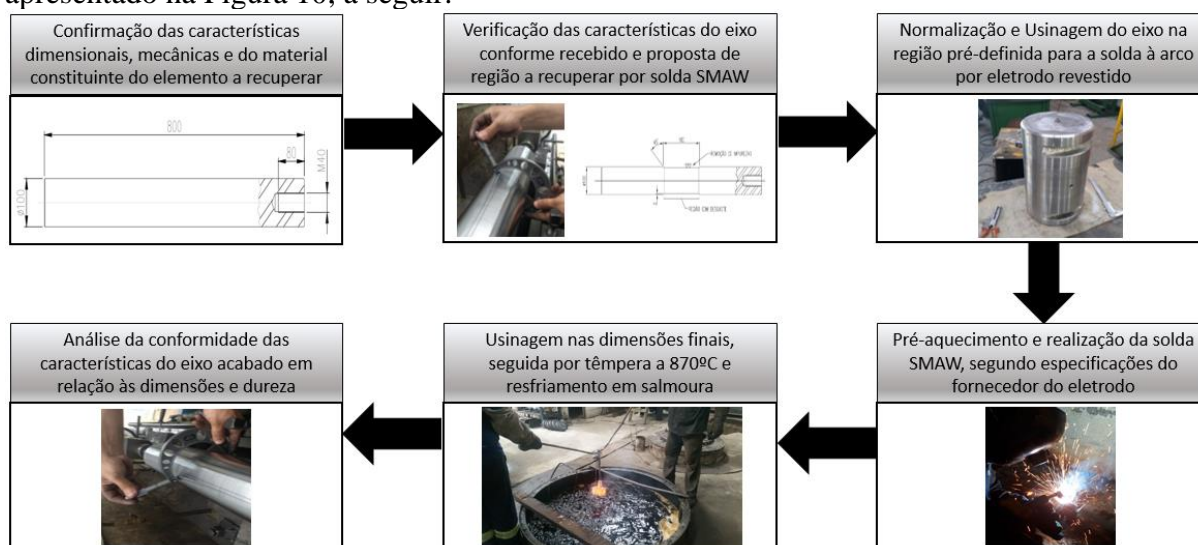 apresentado na Figura 10, a seguir:
Confirmação das características
dimensionais, mecânicas e do material
constituinte do elemento a recuperar
800
M40
ø100
Verificação das características do eixo
conforme recebido e proposta de
região a recuperar por solda SMAW
Normalização e Usinagem do eixo na
região pré-definida para a solda à arco
por eletrodo revestido
Pré-aquecimento e realização da solda
SMAW, segundo especificações do
fornecedor do eletrodo
Usinagem nas dimensões finais,
seguida por têmpera a 870ºC e
resfriamento em salmoura
Análise da conformidade das
características do eixo acabado em
relação às dimensões e dureza